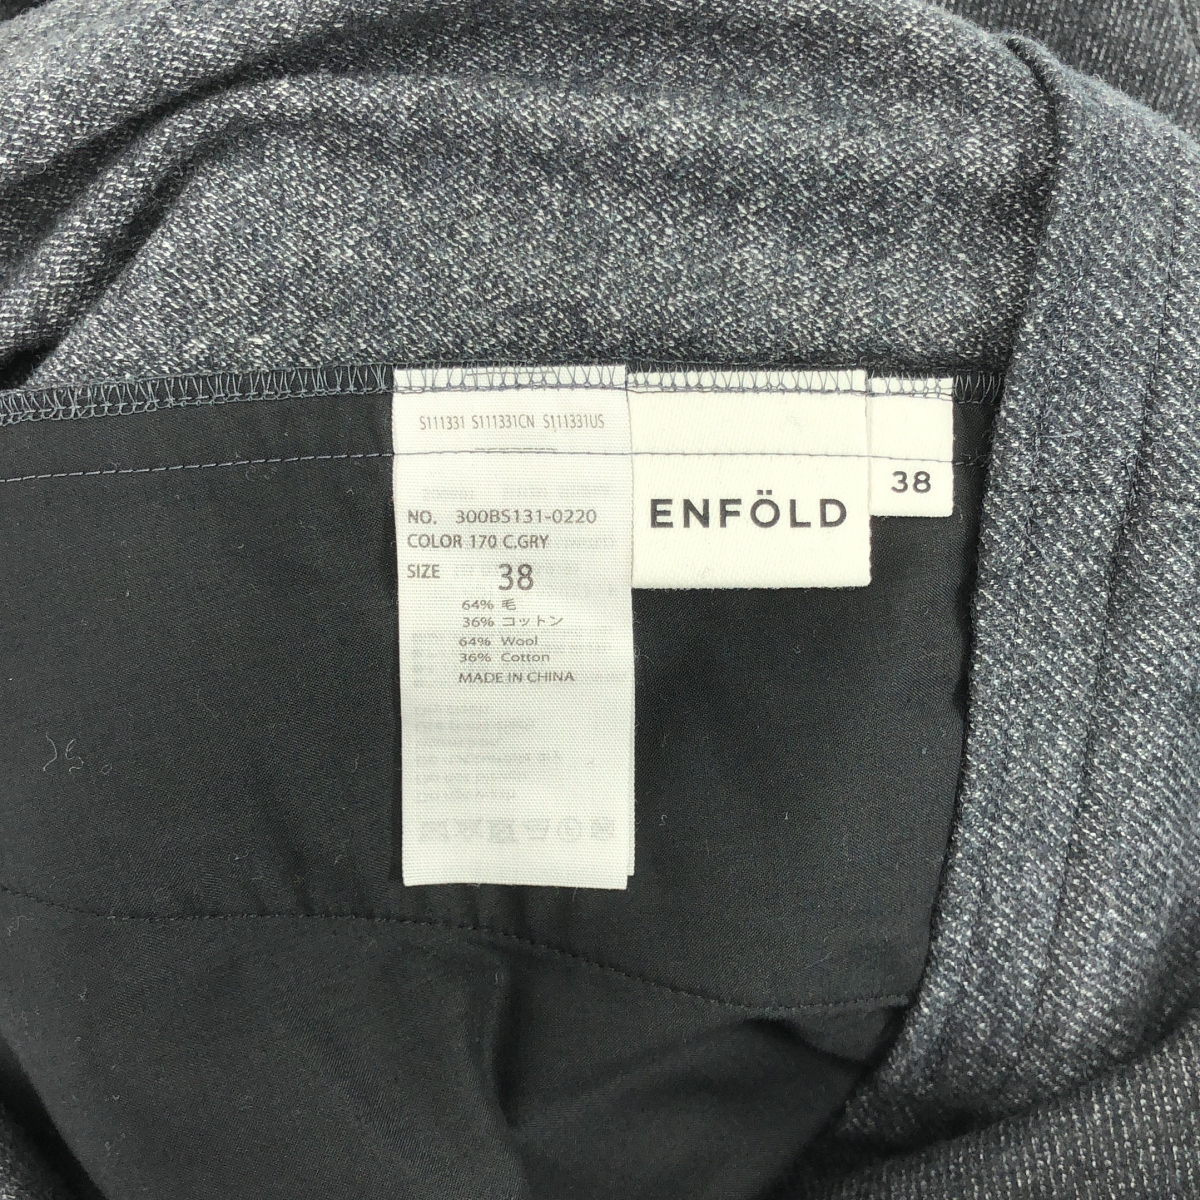 S111331 S111331CN S111331US
NO. 300BS131-0220
COLOR 170 C.GRY
SIZE 38
64% 毛
36% コットン
64% Wool
36% Cotton
MADE IN CHINA
ENFÖLD
38